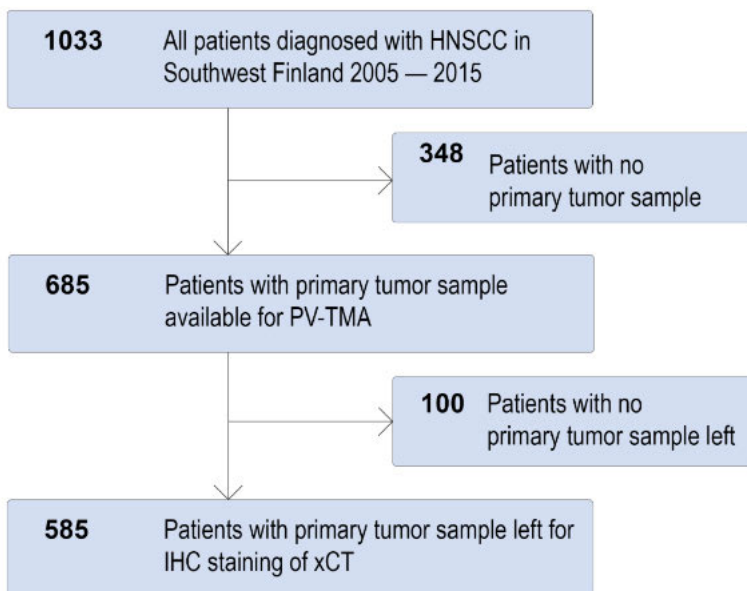 1033 All patients diagnosed with HNSCC in
Southwest Finland 2005 — 2015
348 Patients with no
primary tumor sample
685 Patients with primary tumor sample
available for PV-TMA
100 Patients with no
primary tumor sample left
585 Patients with primary tumor sample left for
IHC staining of xCT